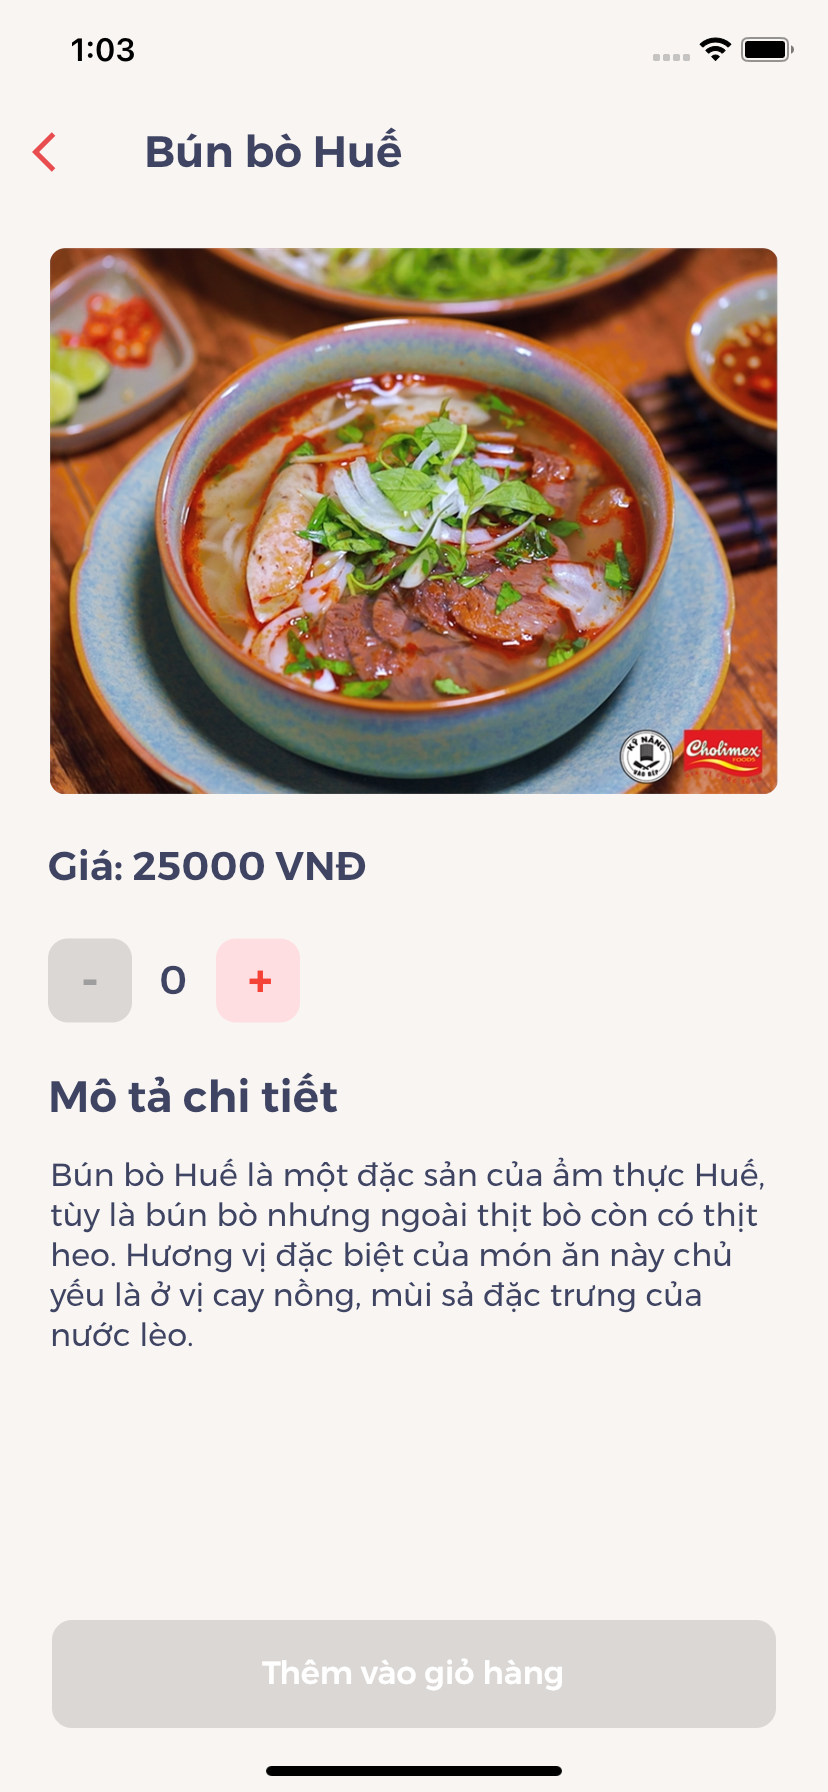 1:03
Bún bò Huế
KỸ NĂNG
VÀO BẾP
Cholimex
FOODS
Giá: 25000 VNĐ
- 0 +
Mô tả chi tiết
Bún bò Huế là một đặc sản của ẩm thực Huế,
tùy là bún bò nhưng ngoài thịt bò còn có thịt
heo. Hương vị đặc biệt của món ăn này chủ
yếu là ở vị cay nồng, mùi sả đặc trưng của
nước lèo.
Thêm vào giỏ hàng